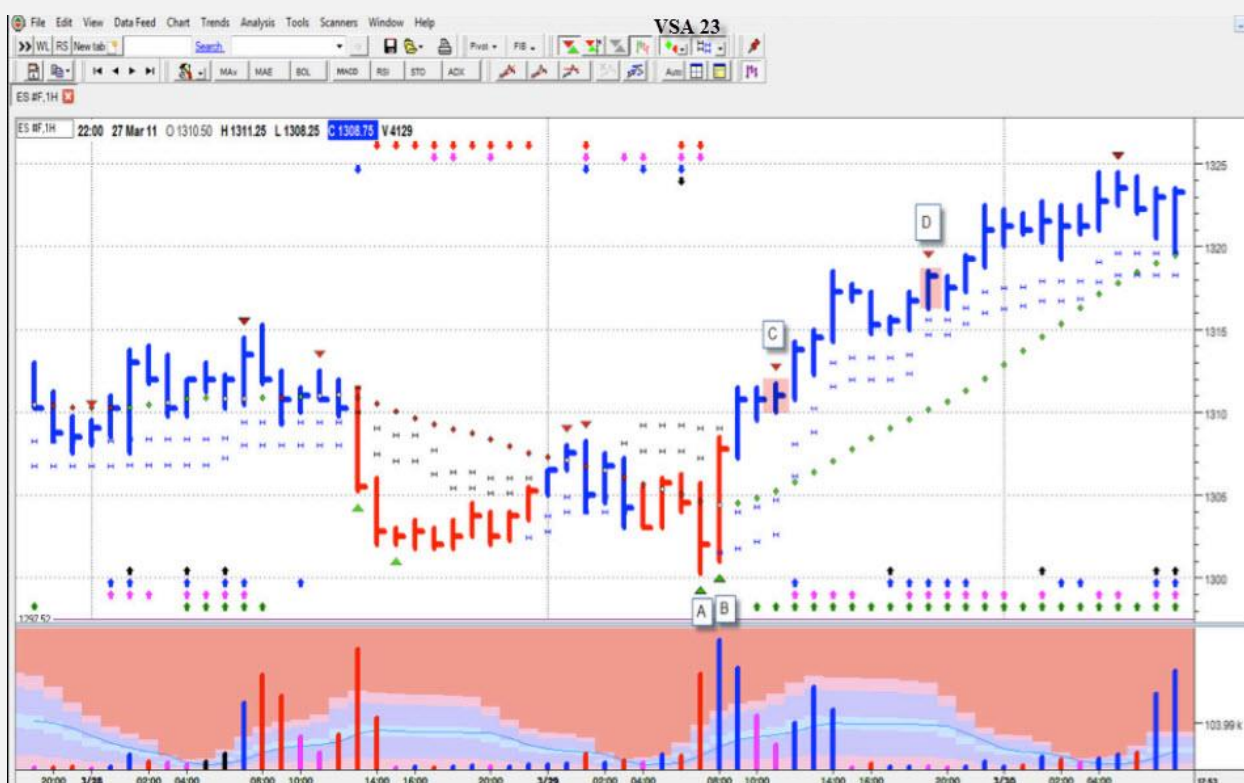 VSA 23
File Edit View Data Feed Chart Trends Analysis Tools Scanners Window Help
WL RS New tab Search Pivot FIB
MAv MAE BOL MACD RSI STO ADX Auto
ES #F,1H
ES #F,1H 22:00 27 Mar 11 O 1310.50 H 1311.25 L 1308.25 C 1308.75 V 4129
1325
D
1320
C
1315
1310
1305
1300
A B
1297.52
103.99 k
20:00 3/28 02:00 04:00 08:00 10:00 14:00 16:00 20:00 3/29 02:00 04:00 08:00 10:00 14:00 16:00 20:00 3/30 02:00 04:00